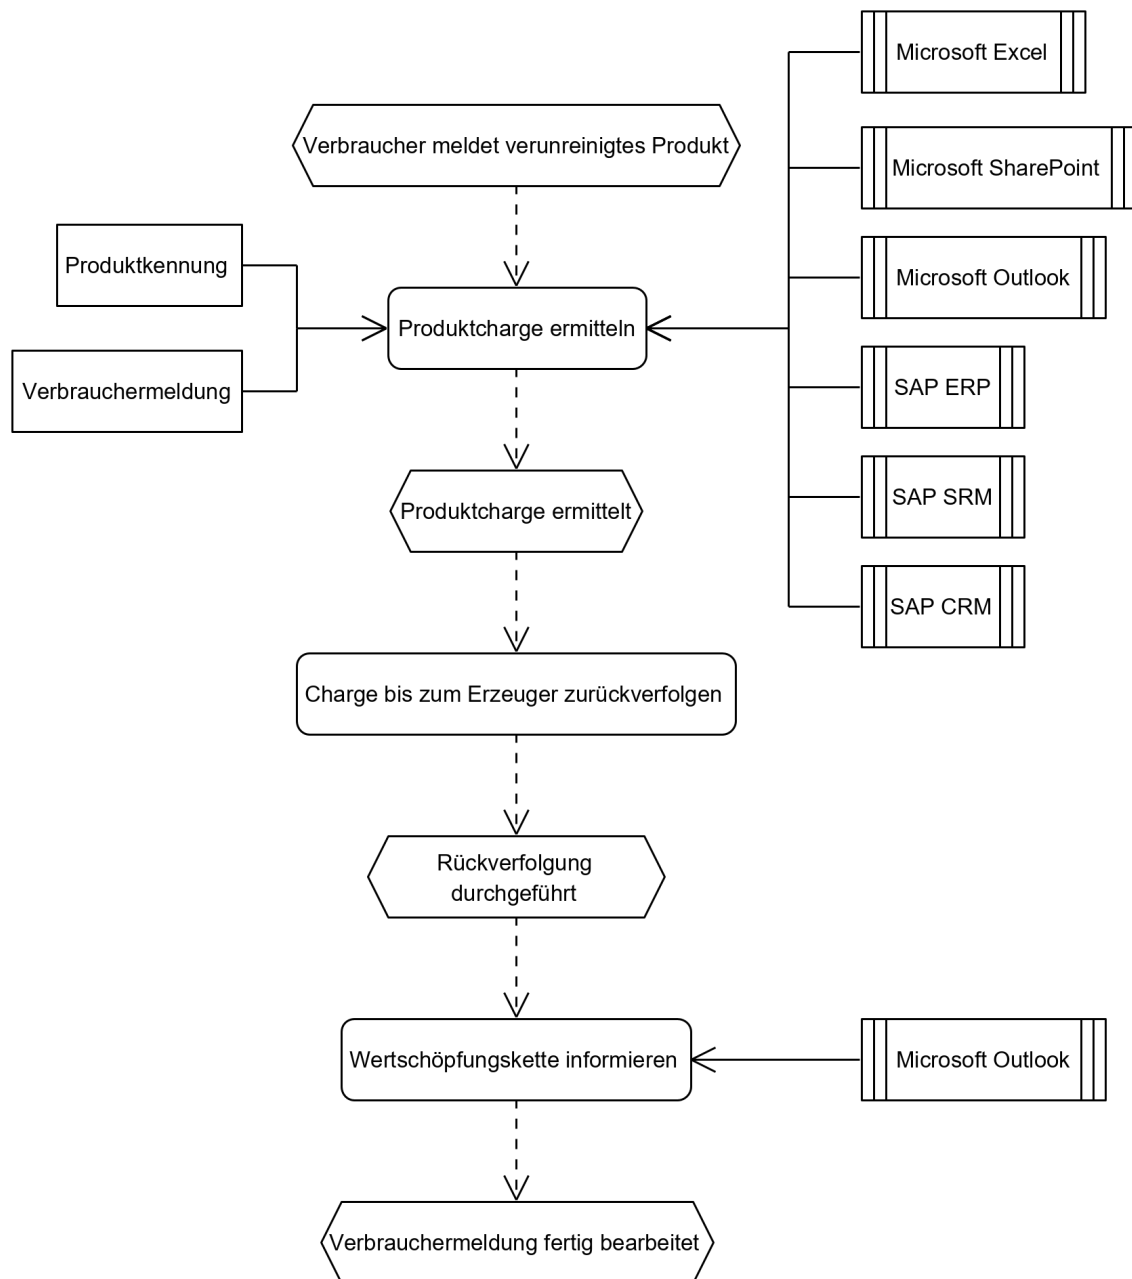 Microsoft Excel
Verbraucher meldet verunreinigtes Produkt
Microsoft SharePoint
Produktkennung
Microsoft Outlook
Produktcharge ermitteln
Verbrauchermeldung
SAP ERP
Produktcharge ermittelt
SAP SRM
SAP CRM
Charge bis zum Erzeuger zurückverfolgen
Rückverfolgung
durchgeführt
Wertschöpfungskette informieren
Microsoft Outlook
Verbrauchermeldung fertig bearbeitet